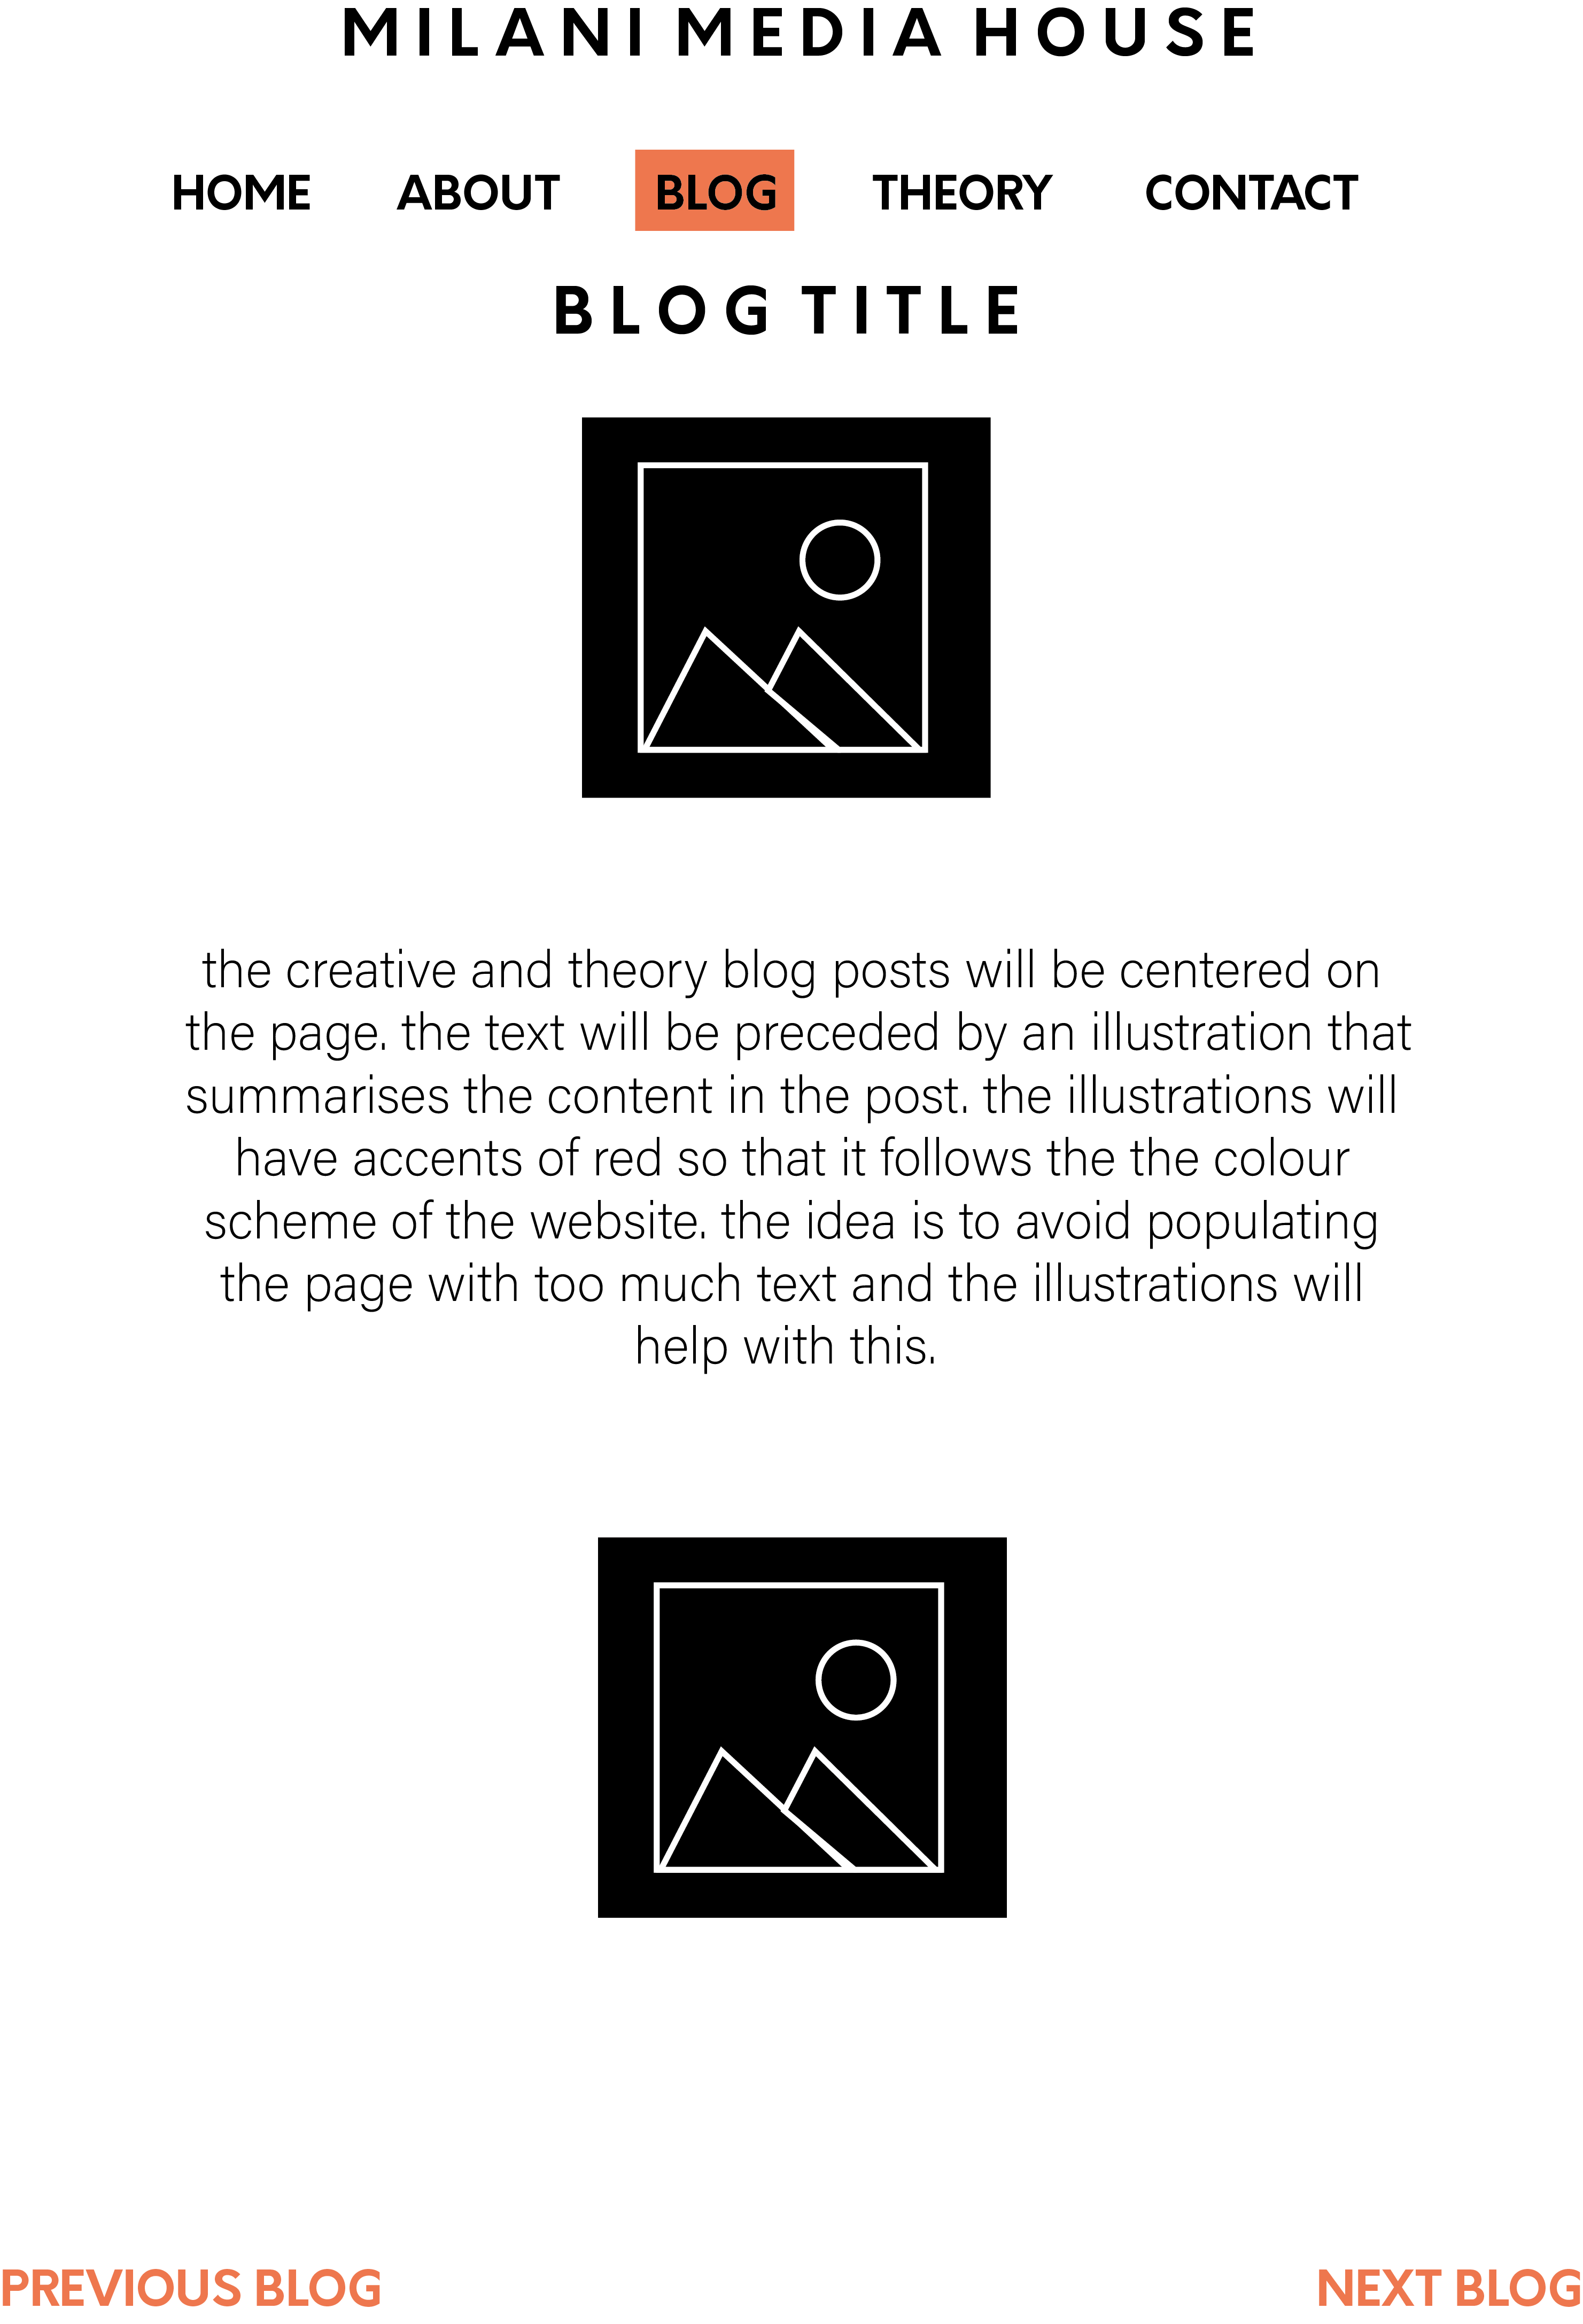 MILANI MEDIA HOUSE
HOME ABOUT BLOG THEORY CONTACT
BLOG TITLE
the creative and theory blog posts will be centered on
the page. the text will be preceded by an illustration that
summarises the content in the post. the illustrations will
have accents of red so that it follows the the colour
scheme of the website. the idea is to avoid populating
the page with too much text and the illustrations will
help with this.
PREVIOUS BLOG NEXT BLOG